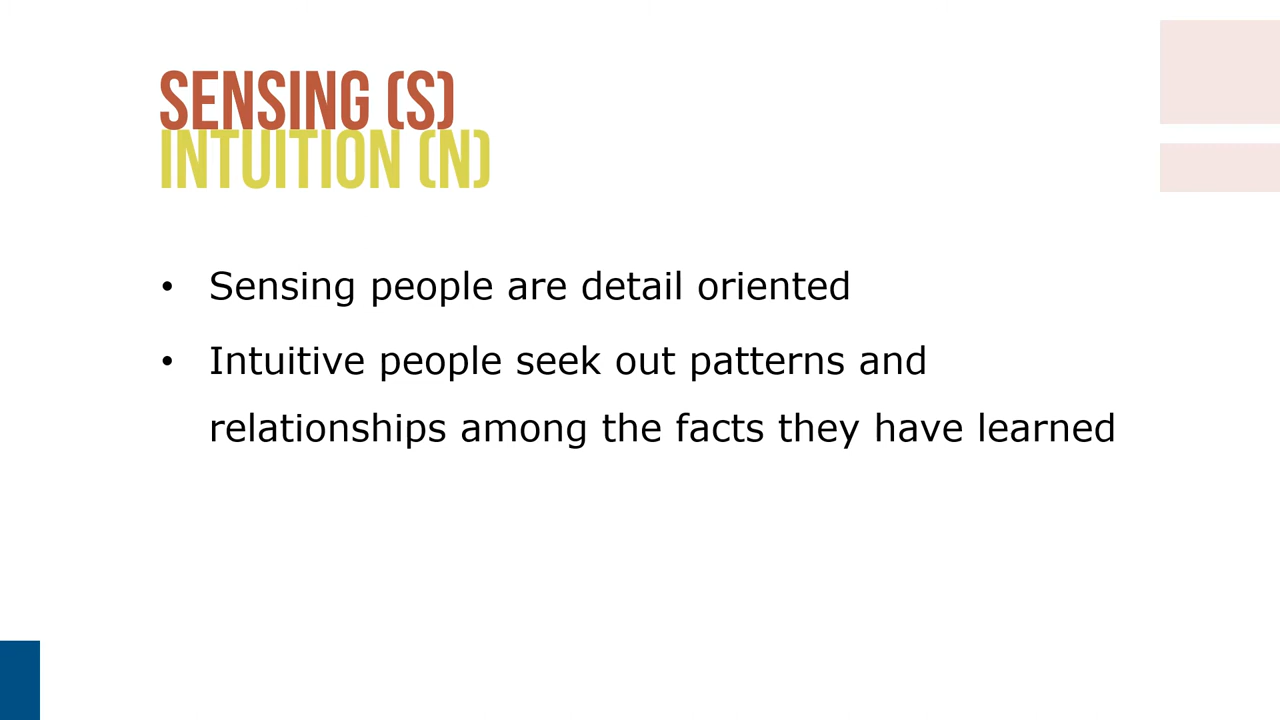 SENSING (S)
INTUITION (N)
• Sensing people are detail oriented
• Intuitive people seek out patterns and
relationships among the facts they have learned